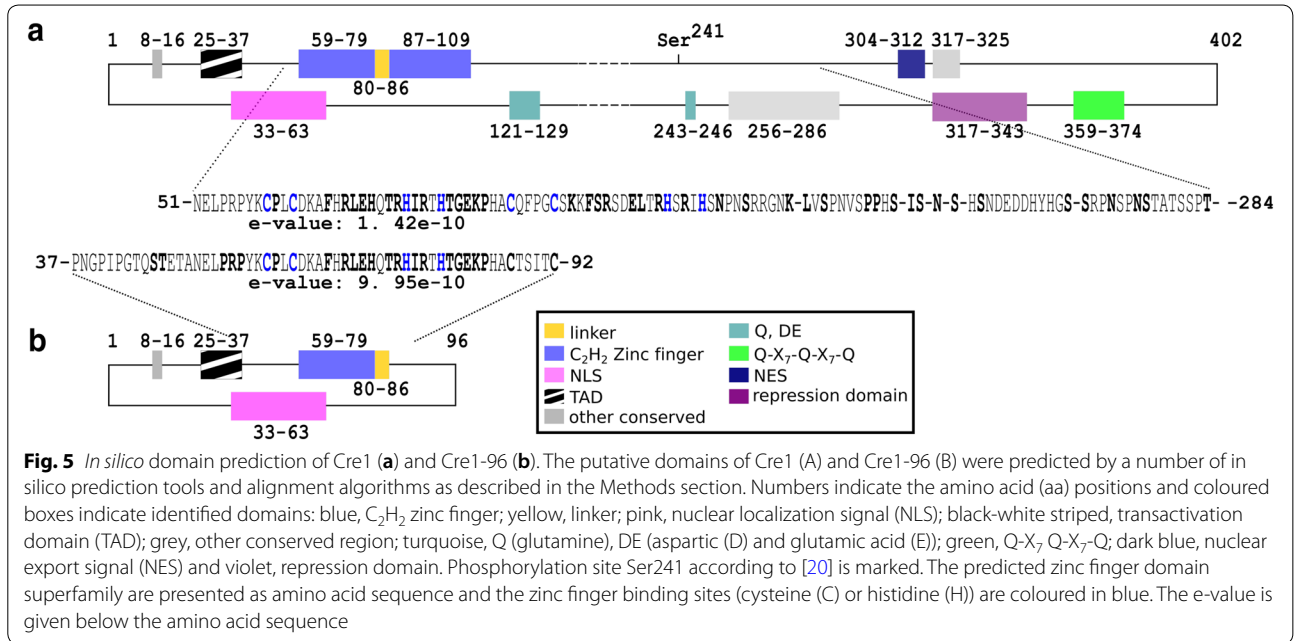 a
1 8-16 25-37 59-79 87-109 Ser241 304-312 317-325 402
80-86
33-63 121-129 243-246 256-286 317-343 359-374
51-NELPRPYKCPLCDKAFHRLEHQTRHIRTHTGEKPHACQFPGCSKKFSRSDELTRHSRIHSNPNSRRGNK-LVSPNVSPPHS-IS-N-S-HSNDEDDHYHGS-SRPNSPNSTATSSPT- -284
e-value: 1. 42e-10
37-PNGPIPGTQSTETANELPRPYKCPLCDKAFHRLEHQTRHIRTHTGEKPHACTSITC-92
e-value: 9. 95e-10
b
1 8-16 25-37 59-79 96
80-86
33-63
linker
C2H2 Zinc finger
NLS
TAD
other conserved
Q, DE
Q-X7-Q-X7-Q
NES
repression domain
Fig. 5 In silico domain prediction of Cre1 (a) and Cre1-96 (b). The putative domains of Cre1 (A) and Cre1-96 (B) were predicted by a number of in
silico prediction tools and alignment algorithms as described in the Methods section. Numbers indicate the amino acid (aa) positions and coloured
boxes indicate identified domains: blue, C2H2 zinc finger; yellow, linker; pink, nuclear localization signal (NLS); black-white striped, transactivation
domain (TAD); grey, other conserved region; turquoise, Q (glutamine), DE (aspartic (D) and glutamic acid (E)); green, Q-X7 Q-X7-Q; dark blue, nuclear
export signal (NES) and violet, repression domain. Phosphorylation site Ser241 according to [20] is marked. The predicted zinc finger domain
superfamily are presented as amino acid sequence and the zinc finger binding sites (cysteine (C) or histidine (H)) are coloured in blue. The e-value is
given below the amino acid sequence